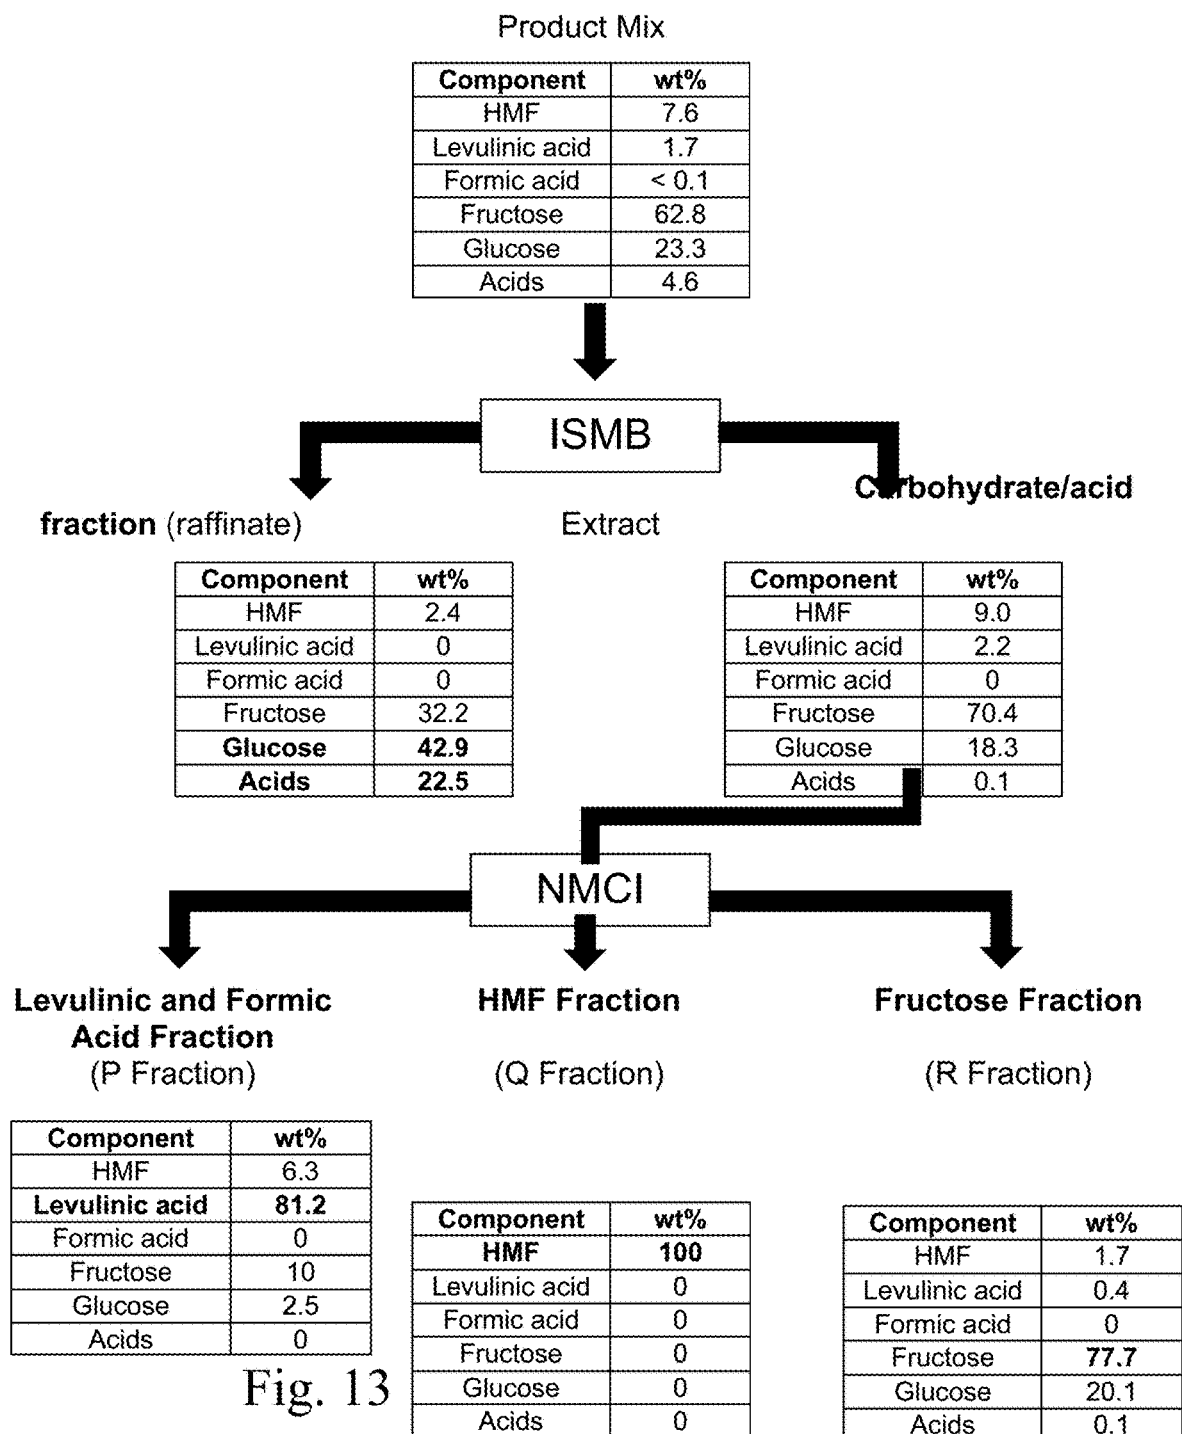 Product Mix
Component wt%
HMF 7.6
Levulinic acid 1.7
Formic acid < 0.1
Fructose 62.8
Glucose 23.3
Acids 4.6
ISMB
Carbohydrate/acid
fraction (raffinate) Extract
Component wt%
HMF 2.4
Levulinic acid 0
Formic acid 0
Fructose 32.2
Glucose 42.9
Acids 22.5
Component wt%
HMF 9.0
Levulinic acid 2.2
Formic acid 0
Fructose 70.4
Glucose 18.3
Acids 0.1
NMCI
Levulinic and Formic
Acid Fraction
(P Fraction)
HMF Fraction
(Q Fraction)
Fructose Fraction
(R Fraction)
Component wt%
HMF 6.3
Levulinic acid 81.2
Formic acid 0
Fructose 10
Glucose 2.5
Acids 0
Component wt%
HMF 100
Levulinic acid 0
Formic acid 0
Fructose 0
Glucose 0
Acids 0
Component wt%
HMF 1.7
Levulinic acid 0.4
Formic acid 0
Fructose 77.7
Glucose 20.1
Acids 0.1
Fig. 13